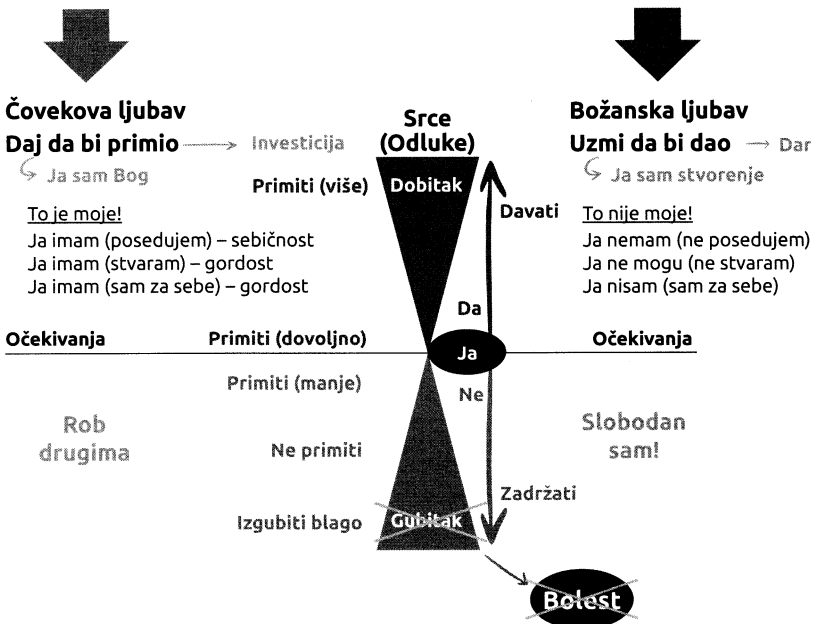 Čovekova ljubav
Daj da bi primio
Investicija
Ja sam Bog
To je moje!
Ja imam (posedujem) – sebičnost
Ja imam (stvaram) – gordost
Ja imam (sam za sebe) – gordost
Srce
(Odluke)
Primiti (više)
Dobitak
Davati
Božanska ljubav
Uzmi da bi dao
Dar
Ja sam stvorenje
To nije moje!
Ja nemam (ne posedujem)
Ja ne mogu (ne stvaram)
Ja nisam (sam za sebe)
Da
Očekivanja
Primiti (dovoljno)
Ja
Očekivanja
Primiti (manje)
Ne
Rob
drugima
Ne primiti
Slobodan
sam!
Zadržati
Izgubiti blago
Gubitak
Bolest